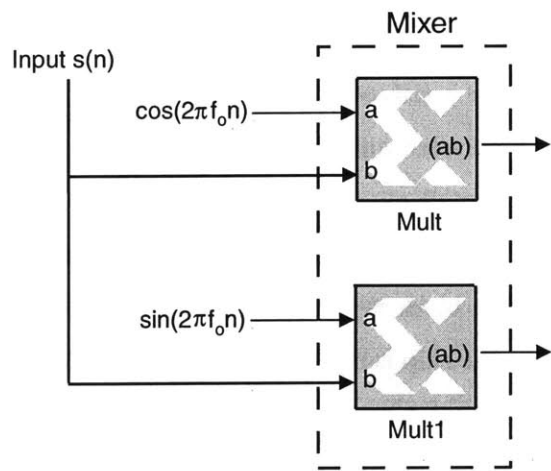 Mixer
Input s(n)
cos(2πfₒn)
a
(ab)
b
Mult
sin(2πfₒn)
a
(ab)
b
Mult1